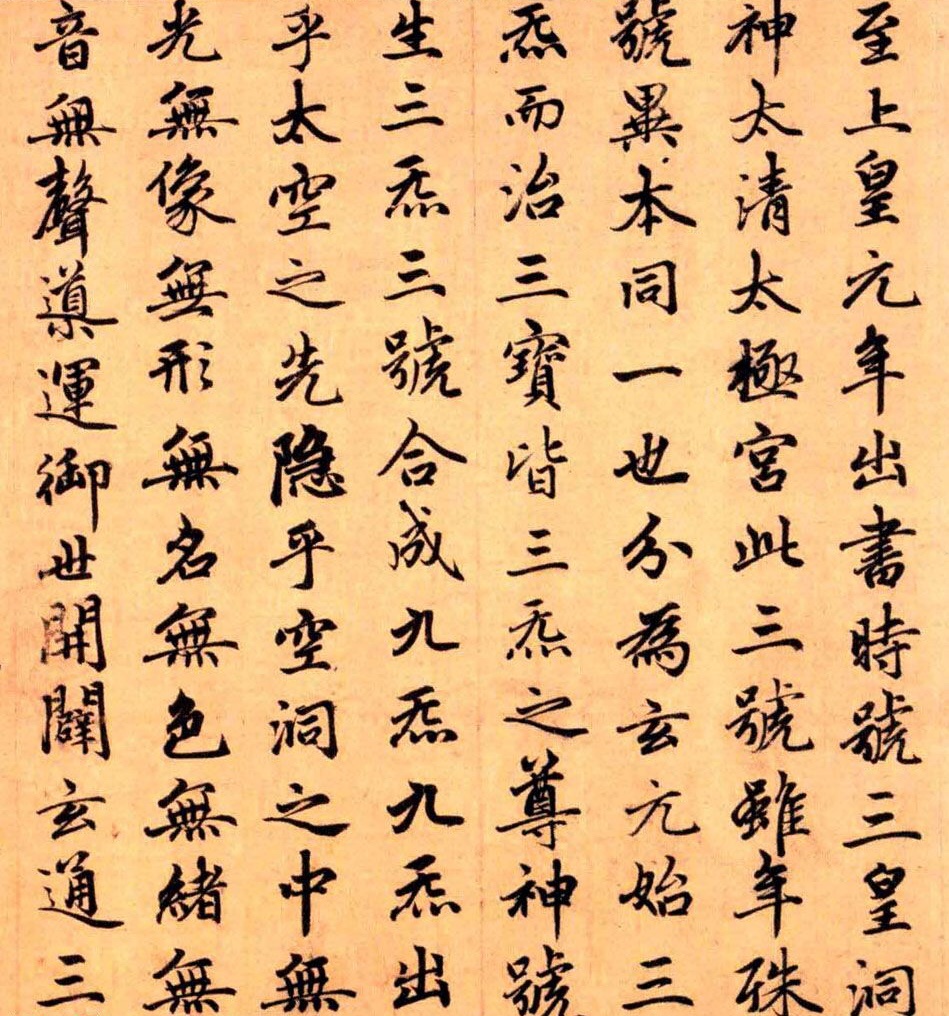 至上皇元年出書時號三皇洞
神太清太極宮此三號雖年殊
號異本同一也分為玄元始三
炁而治三寶皆三炁之尊神號
生三炁三號合成九炁九炁出
乎太空之先隐乎空洞之中無
光無像無形無名無色無緒無
音無聲導運御世開闢玄通三